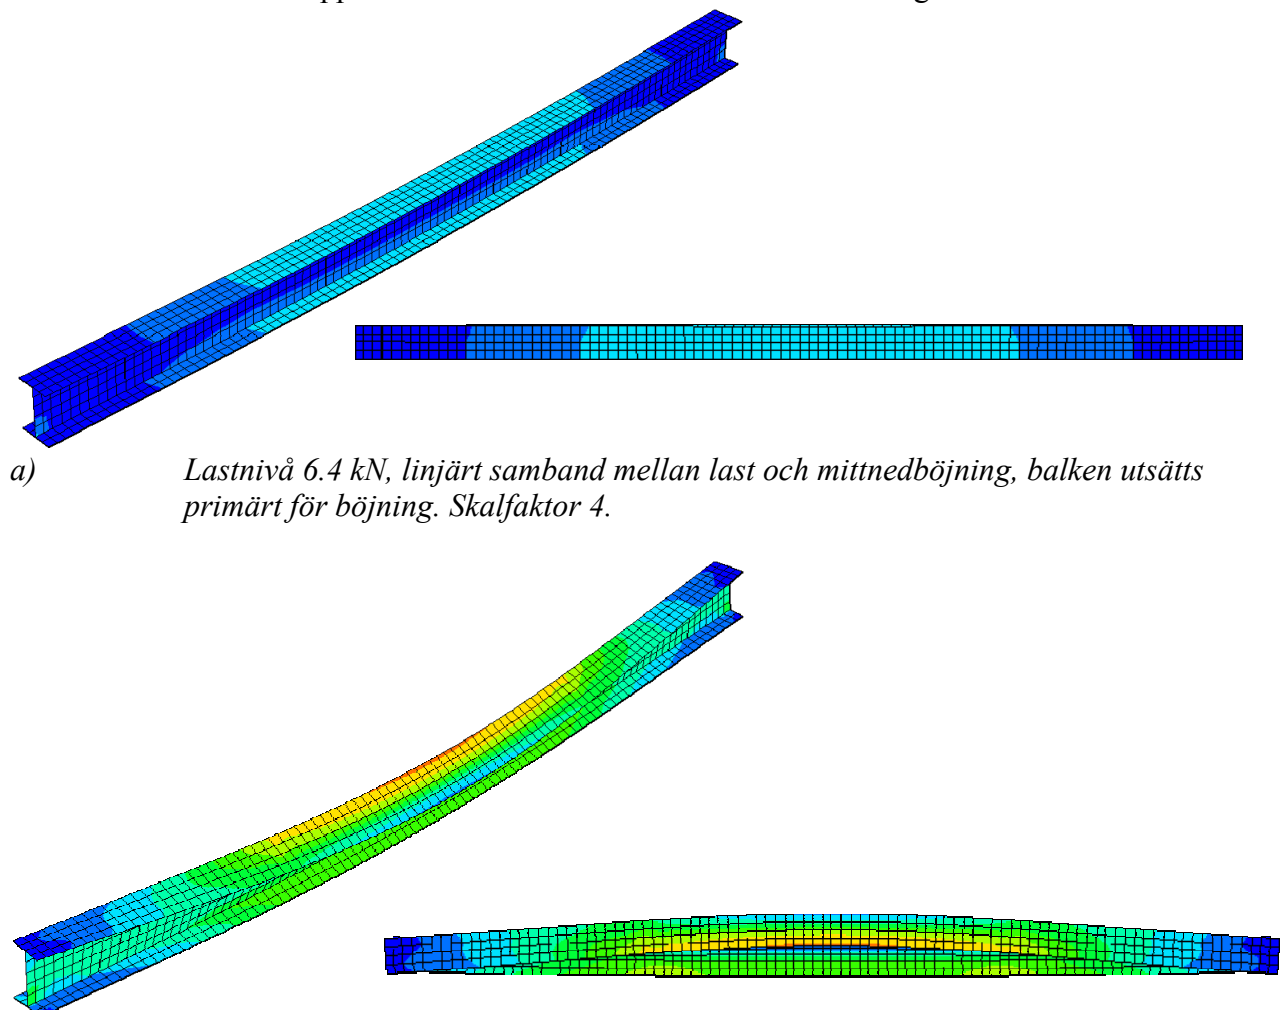 a) Lastnivå 6.4 kN, linjärt samband mellan last och mittnedböjning, balken utsätts
primärt för böjning. Skalfaktor 4.